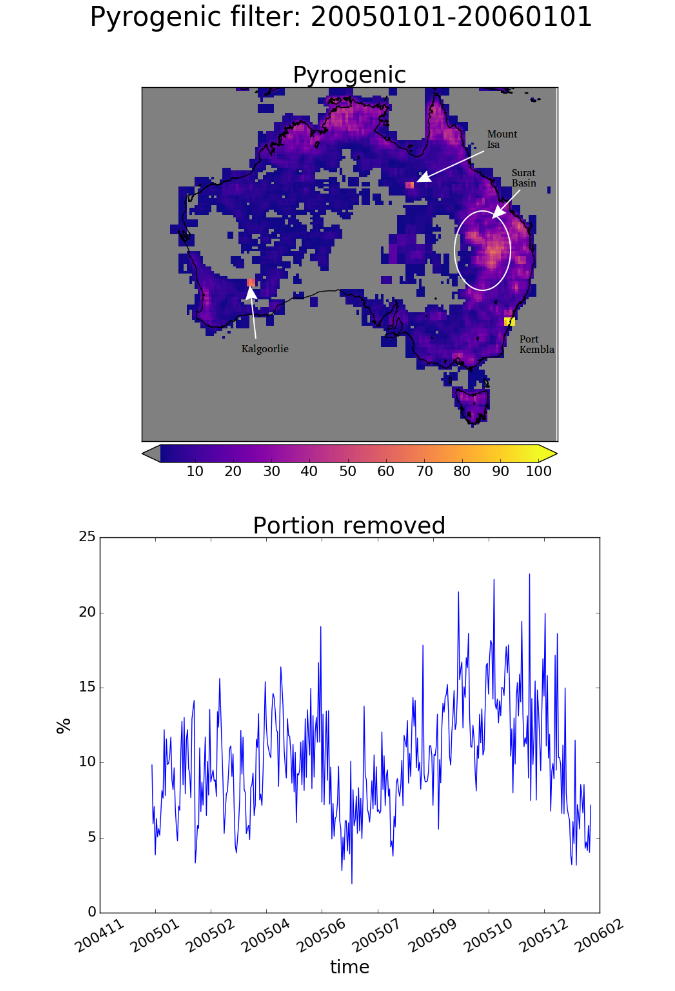 Pyrogenic filter: 20050101-20060101
Pyrogenic
Mount
Isa
Surat
Basin
Port
Kembla
Kalgoorlie
10 20 30 40 50 60 70 80 90 100
Portion removed
25
20
15
10
5
0
%
200411 200501 200502 200504 200506 200507 200509 200510 200512 200602
time